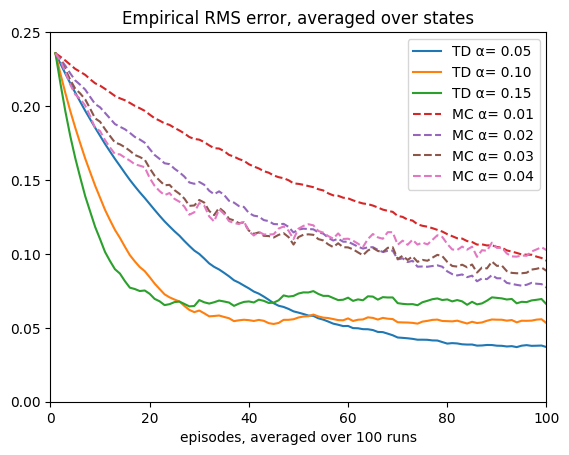 Empirical RMS error, averaged over states
0.25
0.20
0.15
0.10
0.05
0.00
TD α= 0.05
TD α= 0.10
TD α= 0.15
MC α= 0.01
MC α= 0.02
MC α= 0.03
MC α= 0.04
0 20 40 60 80 100
episodes, averaged over 100 runs